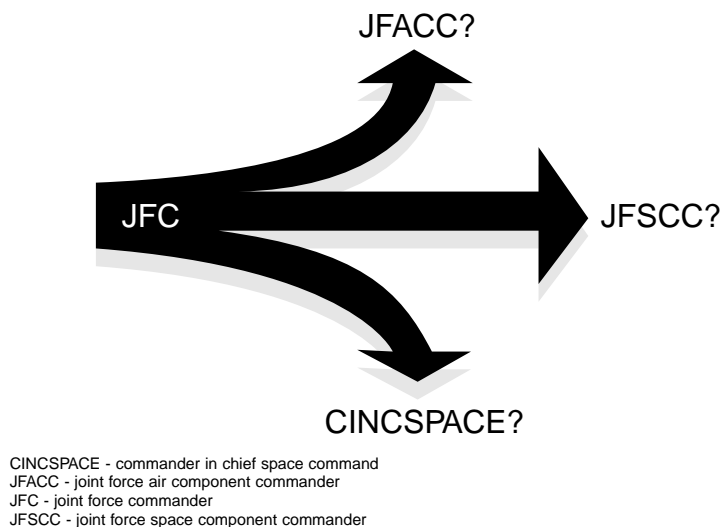 JFACC?
JFC
JFSCC?
CINCSPACE?
CINCSPACE - commander in chief space command
JFACC - joint force air component commander
JFC - joint force commander
JFSCC - joint force space component commander